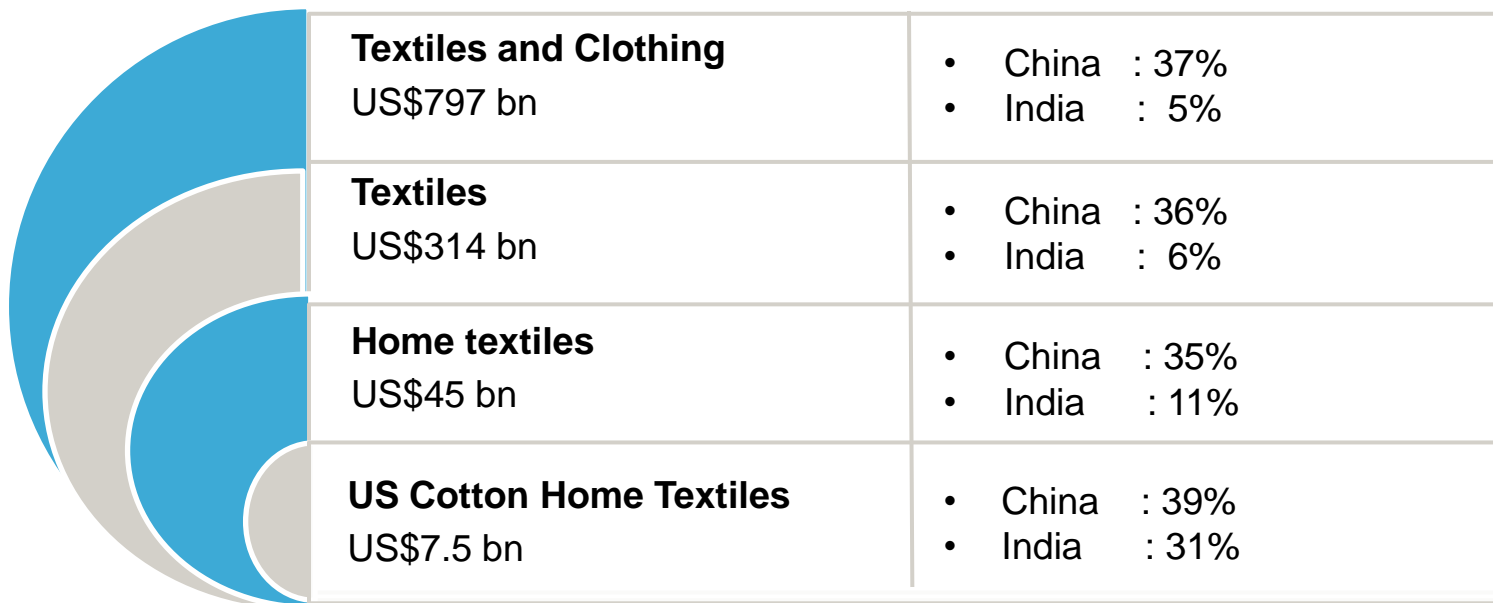 Textiles and Clothing
US$797 bn
• China : 37%
• India : 5%
Textiles
US$314 bn
• China : 36%
• India : 6%
Home textiles
US$45 bn
• China : 35%
• India : 11%
US Cotton Home Textiles
US$7.5 bn
• China : 39%
• India : 31%